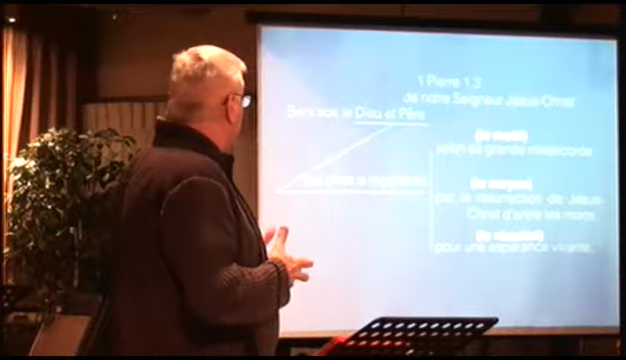 1 Pierre 1.3
de notre Seigneur Jésus-Christ
Béni soit le Dieu et Père
(le motif)
selon sa grande miséricorde
qui nous a régénérés
(le moyen)
par la résurrection de Jésus-
Christ d'entre les morts
(le résultat)
pour une espérance vivante,